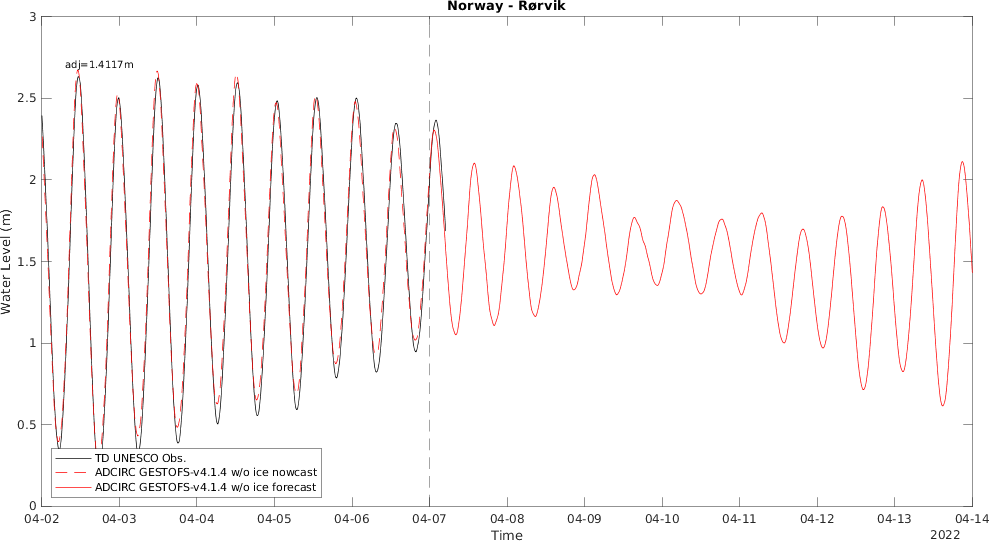 Norway - Rørvik
adj=1.4117m
3
2.5
2
1.5
1
0.5
0
Water Level (m)
TD UNESCO Obs.
ADCIRC GESTOFS-v4.1.4 w/o ice nowcast
ADCIRC GESTOFS-v4.1.4 w/o ice forecast
04-02 04-03 04-04 04-05 04-06 04-07 04-08 04-09 04-10 04-11 04-12 04-13 04-14
Time
2022